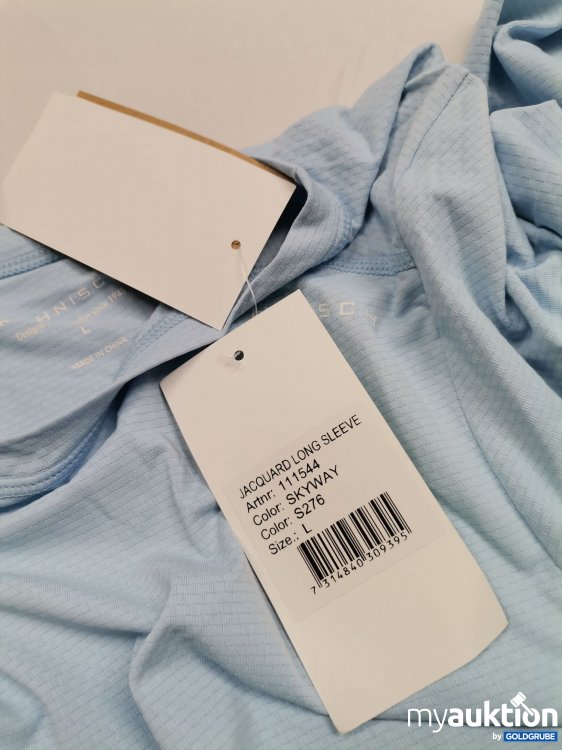 HNISC
L
MADE IN CHINA
JACQUARD LONG SLEEVE
Artnr: 111544
Color: SKYWAY
Color: S276
Size.: L
7 314840 309395
myauktion
by GOLDGRUBE